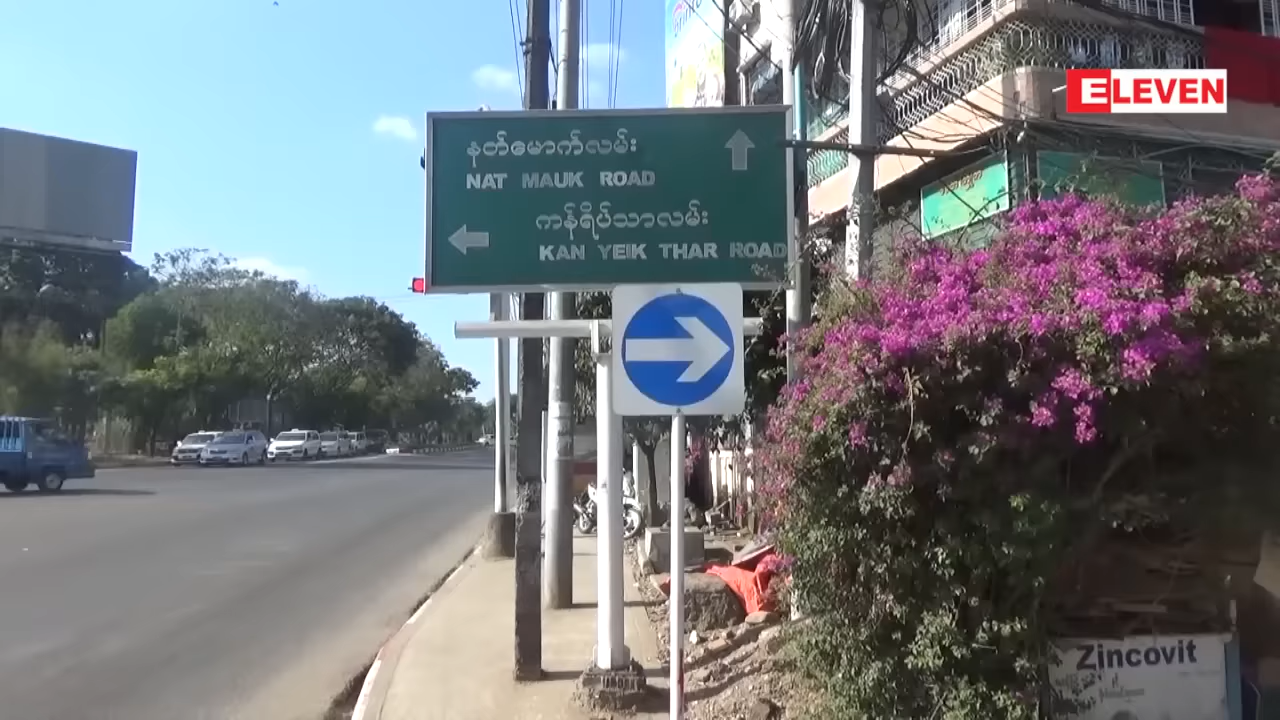 ELEVEN
နတ်မောက်လမ်း
NAT MAUK ROAD
ကန်ရိပ်သာလမ်း
KAN YEIK THAR ROAD
Zincovit